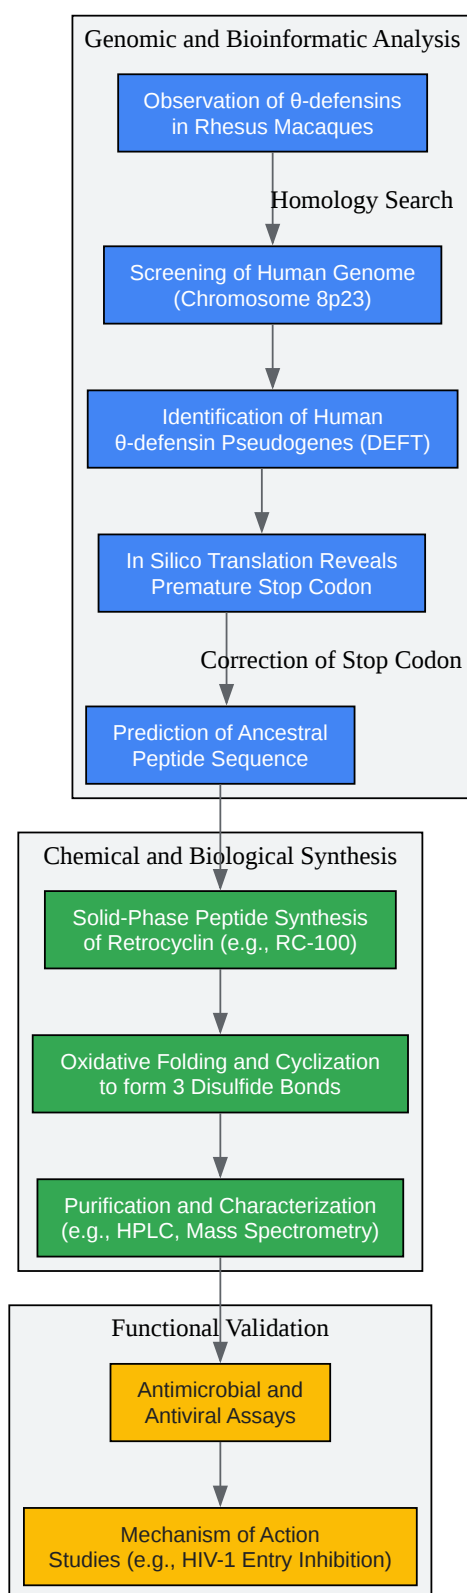 Genomic and Bioinformatic Analysis
Observation of θ-defensins
in Rhesus Macaques
Homology Search
Screening of Human Genome
(Chromosome 8p23)
Identification of Human
θ-defensin Pseudogenes (DEFT)
In Silico Translation Reveals
Premature Stop Codon
Correction of Stop Codon
Prediction of Ancestral
Peptide Sequence
Chemical and Biological Synthesis
Solid-Phase Peptide Synthesis
of Retrocyclin (e.g., RC-100)
Oxidative Folding and Cyclization
to form 3 Disulfide Bonds
Purification and Characterization
(e.g., HPLC, Mass Spectrometry)
Functional Validation
Antimicrobial and
Antiviral Assays
Mechanism of Action
Studies (e.g., HIV-1 Entry Inhibition)